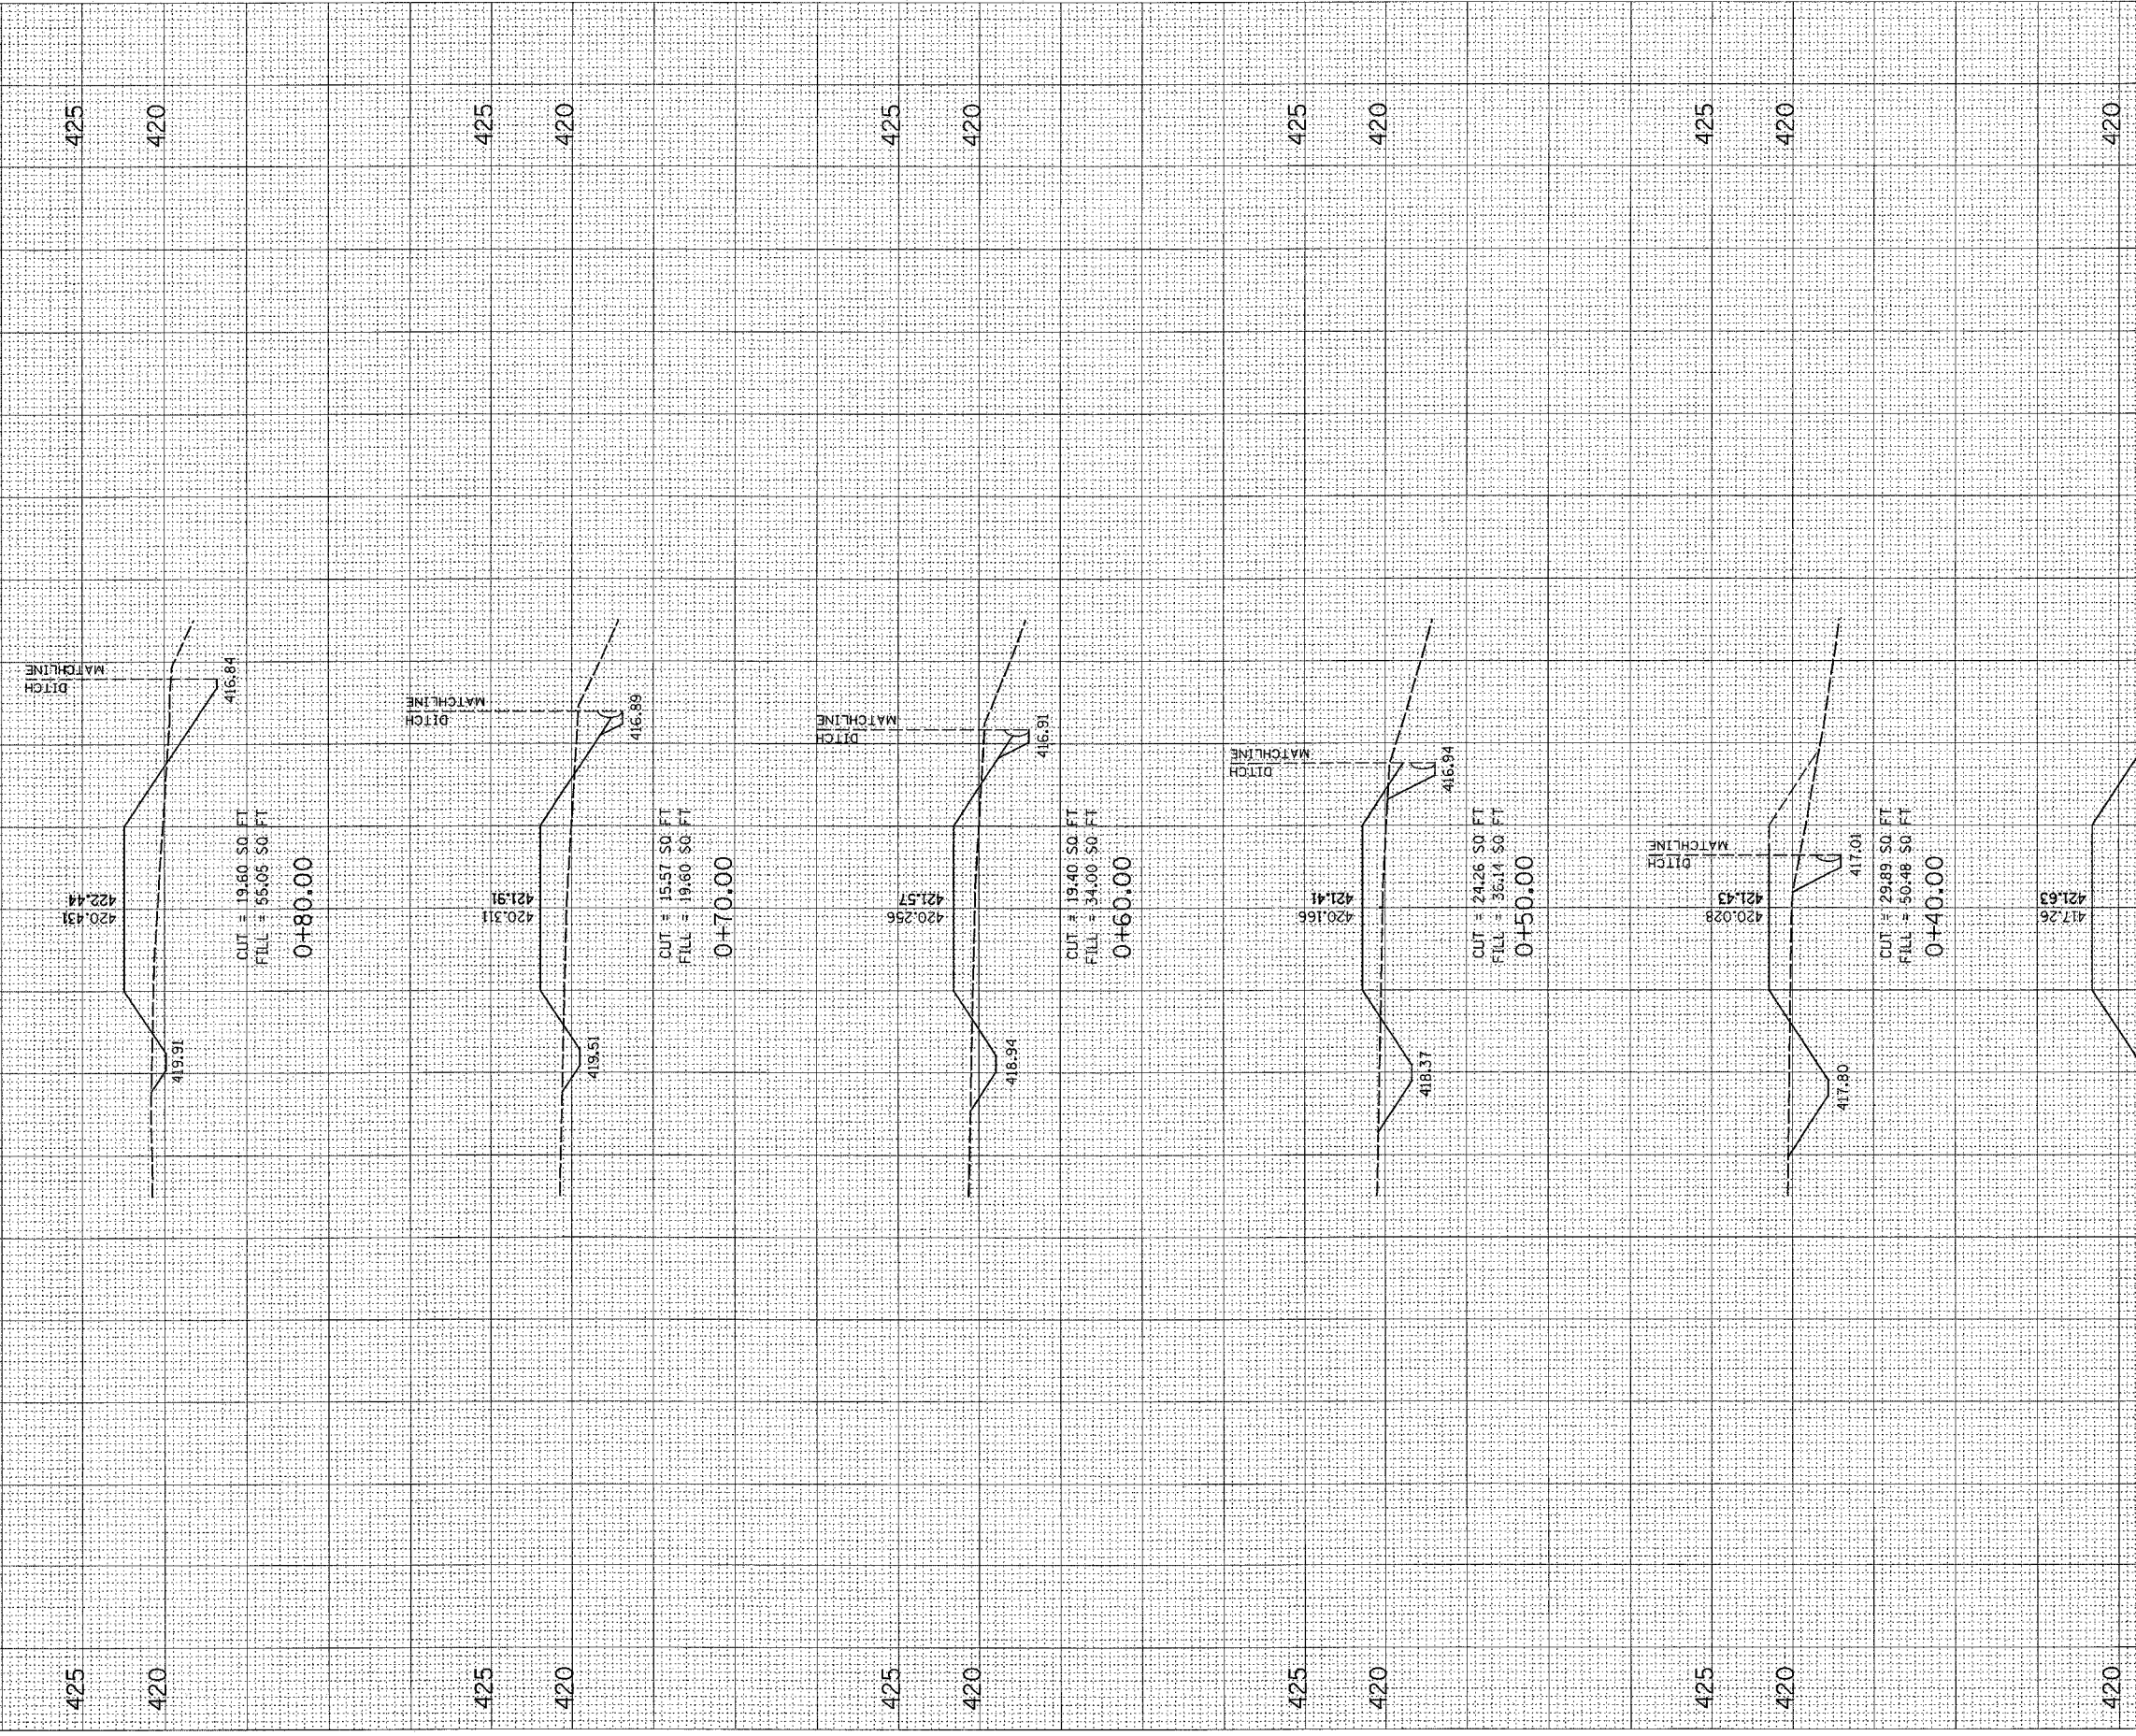 425
420
425
420
DITCH
MATCHLINE
422.44
420.431
419.91
416.84
CUT = 19.60 SQ FT
FILL = 55.05 SQ FT
0+80.00
425
420
425
420
DITCH
MATCHLINE
421.91
420.311
419.51
416.89
CUT = 15.57 SQ FT
FILL = 19.60 SQ FT
0+70.00
425
420
425
420
DITCH
MATCHLINE
421.57
420.256
418.94
416.91
CUT = 19.40 SQ FT
FILL = 34.00 SQ FT
0+60.00
425
420
425
420
DITCH
MATCHLINE
421.41
420.166
418.37
416.94
CUT = 24.26 SQ FT
FILL = 36.14 SQ FT
0+50.00
425
420
425
420
DITCH
MATCHLINE
421.43
420.028
417.80
417.01
CUT = 29.89 SQ FT
FILL = 50.48 SQ FT
0+40.00
420
420
421.63
417.26